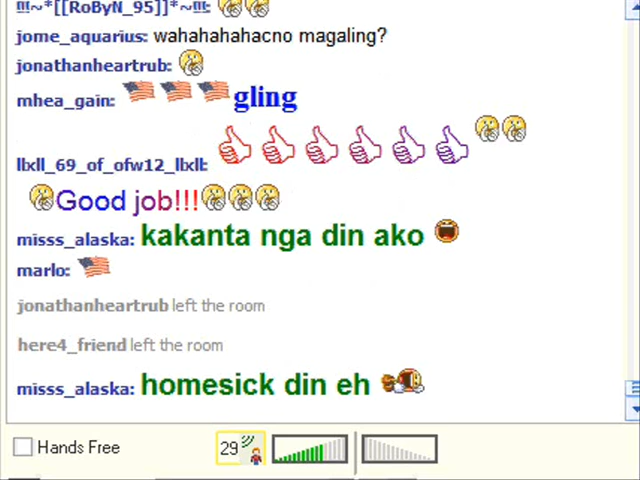 !!!~*[[RoByN_95]]*~!!!:
jome_aquarius: wahahahahacno magaling?
jonathanheartrub:
mhea_gain: gling
llxll_69_of_ofw12_llxll:
Good job!!!
misss_alaska: kakanta nga din ako
marlo:
jonathanheartrub left the room
here4_friend left the room
misss_alaska: homesick din eh
Hands Free 29